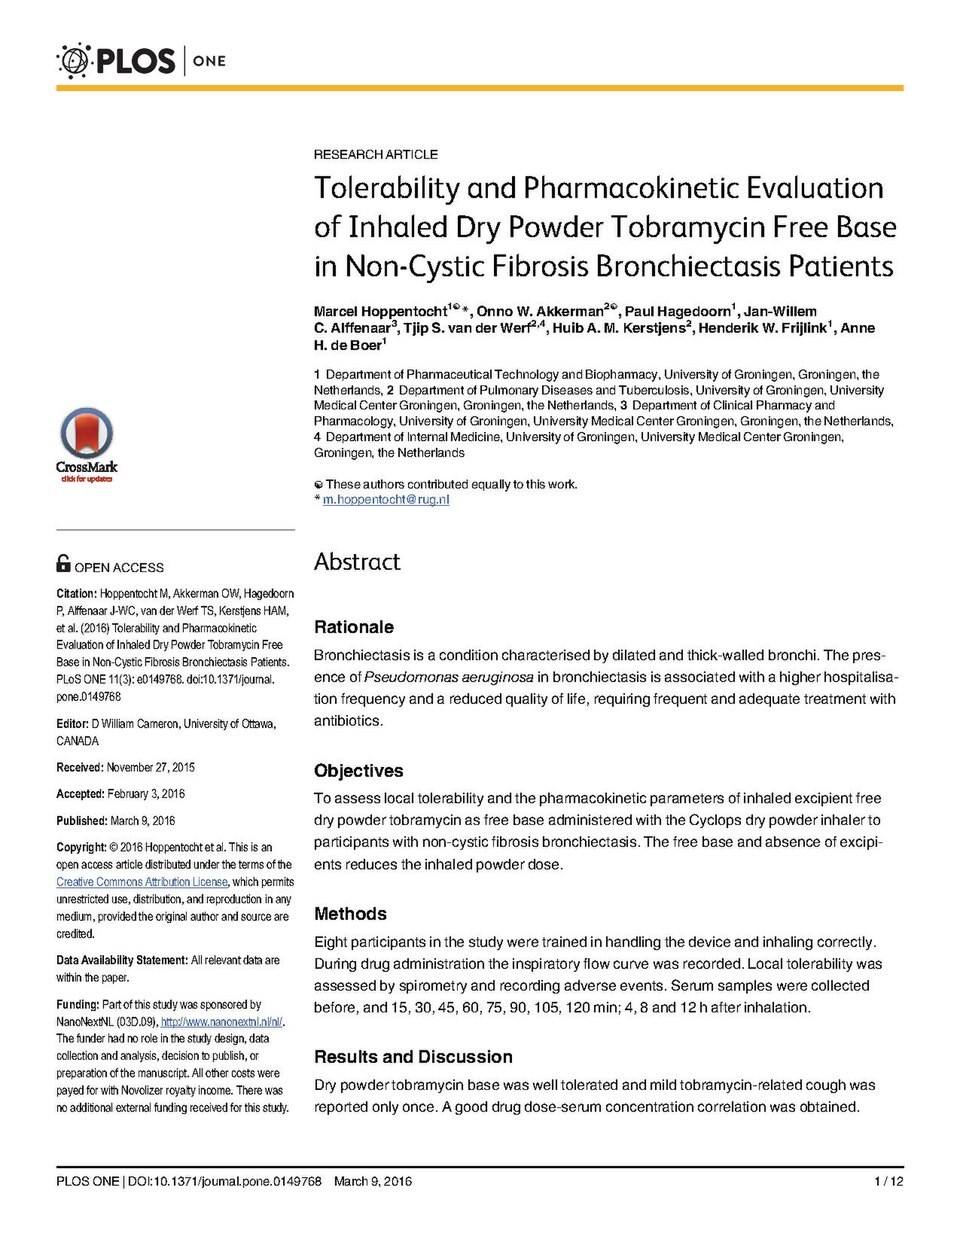 PLOS ONE
RESEARCH ARTICLE
Tolerability and Pharmacokinetic Evaluation
of Inhaled Dry Powder Tobramycin Free Base
in Non-Cystic Fibrosis Bronchiectasis Patients
Marcel Hoppentocht1☯*, Onno W. Akkerman2☯, Paul Hagedoorn1, Jan-Willem
C. Alffenaar3, Tjip S. van der Werf2,4, Huib A. M. Kerstjens2, Henderik W. Frijlink1, Anne
H. de Boer1
1 Department of Pharmaceutical Technology and Biopharmacy, University of Groningen, Groningen, the
Netherlands, 2 Department of Pulmonary Diseases and Tuberculosis, University of Groningen, University
Medical Center Groningen, Groningen, the Netherlands, 3 Department of Clinical Pharmacy and
Pharmacology, University of Groningen, University Medical Center Groningen, Groningen, the Netherlands,
4 Department of Internal Medicine, University of Groningen, University Medical Center Groningen,
Groningen, the Netherlands
☯ These authors contributed equally to this work.
* m.hoppentocht@rug.nl
CrossMark
click for updates
OPEN ACCESS
Citation: Hoppentocht M, Akkerman OW, Hagedoorn
P, Alffenaar J-WC, van der Werf TS, Kerstjens HAM,
et al. (2016) Tolerability and Pharmacokinetic
Evaluation of Inhaled Dry Powder Tobramycin Free
Base in Non-Cystic Fibrosis Bronchiectasis Patients.
PLoS ONE 11(3): e0149768. doi:10.1371/journal.
pone.0149768
Editor: D William Cameron, University of Ottawa,
CANADA
Received: November 27, 2015
Accepted: February 3, 2016
Published: March 9, 2016
Copyright: © 2016 Hoppentocht et al. This is an
open access article distributed under the terms of the
Creative Commons Attribution License, which permits
unrestricted use, distribution, and reproduction in any
medium, provided the original author and source are
credited.
Data Availability Statement: All relevant data are
within the paper.
Funding: Part of this study was sponsored by
NanoNextNL (03D.09), http://www.nanonextnl.nl/nl/.
The funder had no role in the study design, data
collection and analysis, decision to publish, or
preparation of the manuscript. All other costs were
payed for with Novolizer royalty income. There was
no additional external funding received for this study.
Abstract
Rationale
Bronchiectasis is a condition characterised by dilated and thick-walled bronchi. The pres-
ence of Pseudomonas aeruginosa in bronchiectasis is associated with a higher hospitalisa-
tion frequency and a reduced quality of life, requiring frequent and adequate treatment with
antibiotics.
Objectives
To assess local tolerability and the pharmacokinetic parameters of inhaled excipient free
dry powder tobramycin as free base administered with the Cyclops dry powder inhaler to
participants with non-cystic fibrosis bronchiectasis. The free base and absence of excipi-
ents reduces the inhaled powder dose.
Methods
Eight participants in the study were trained in handling the device and inhaling correctly.
During drug administration the inspiratory flow curve was recorded. Local tolerability was
assessed by spirometry and recording adverse events. Serum samples were collected
before, and 15, 30, 45, 60, 75, 90, 105, 120 min; 4, 8 and 12 h after inhalation.
Results and Discussion
Dry powder tobramycin base was well tolerated and mild tobramycin-related cough was
reported only once. A good drug dose-serum concentration correlation was obtained.
PLOS ONE | DOI:10.1371/journal.pone.0149768 March 9, 2016
1 / 12